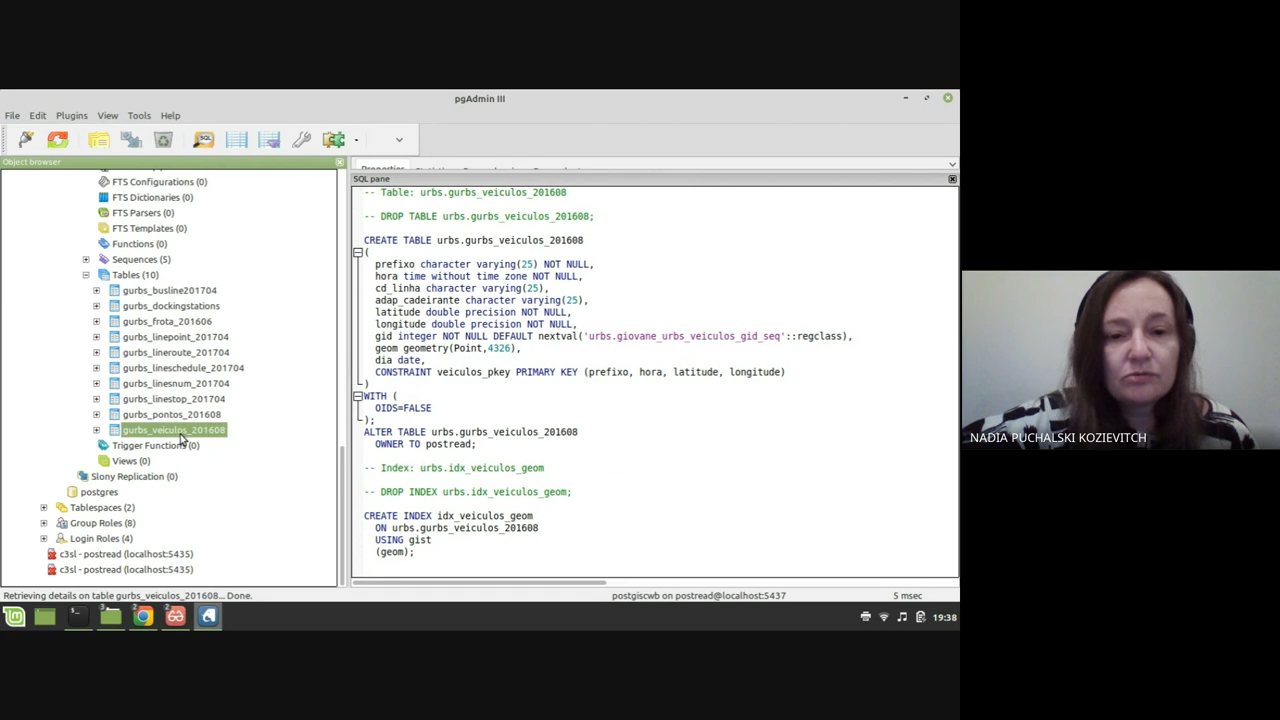 pgAdmin III
File Edit Plugins View Tools Help
Object browser
FTS Configurations (0)
FTS Dictionaries (0)
FTS Parsers (0)
FTS Templates (0)
Functions (0)
Sequences (5)
Tables (10)
gurbs_busline201704
gurbs_dockingstations
gurbs_frota_201606
gurbs_linepoint_201704
gurbs_lineroute_201704
gurbs_lineschedule_201704
gurbs_linesnum_201704
gurbs_linestop_201704
gurbs_pontos_201608
gurbs_veiculos_201608
Trigger Functions (0)
Views (0)
Slony Replication (0)
postgres
Tablespaces (2)
Group Roles (8)
Login Roles (4)
c3sl - postread (localhost:5435)
c3sl - postread (localhost:5435)
SQL pane
-- Table: urbs.gurbs_veiculos_201608
-- DROP TABLE urbs.gurbs_veiculos_201608;
CREATE TABLE urbs.gurbs_veiculos_201608
(
prefixo character varying(25) NOT NULL,
hora time without time zone NOT NULL,
cd_linha character varying(25),
adap_cadeirante character varying(25),
latitude double precision NOT NULL,
longitude double precision NOT NULL,
gid integer NOT NULL DEFAULT nextval('urbs.giovane_urbs_veiculos_gid_seq'::regclass),
geom geometry(Point,4326),
dia date,
CONSTRAINT veiculos_pkey PRIMARY KEY (prefixo, hora, latitude, longitude)
)
WITH (
OIDS=FALSE
);
ALTER TABLE urbs.gurbs_veiculos_201608
OWNER TO postread;
-- Index: urbs.idx_veiculos_geom
-- DROP INDEX urbs.idx_veiculos_geom;
CREATE INDEX idx_veiculos_geom
ON urbs.gurbs_veiculos_201608
USING gist
(geom);
Retrieving details on table gurbs_veiculos_201608... Done.
postgiscwb on postread@localhost:5437
5 msec
19:38
NADIA PUCHALSKI KOZIEVITCH